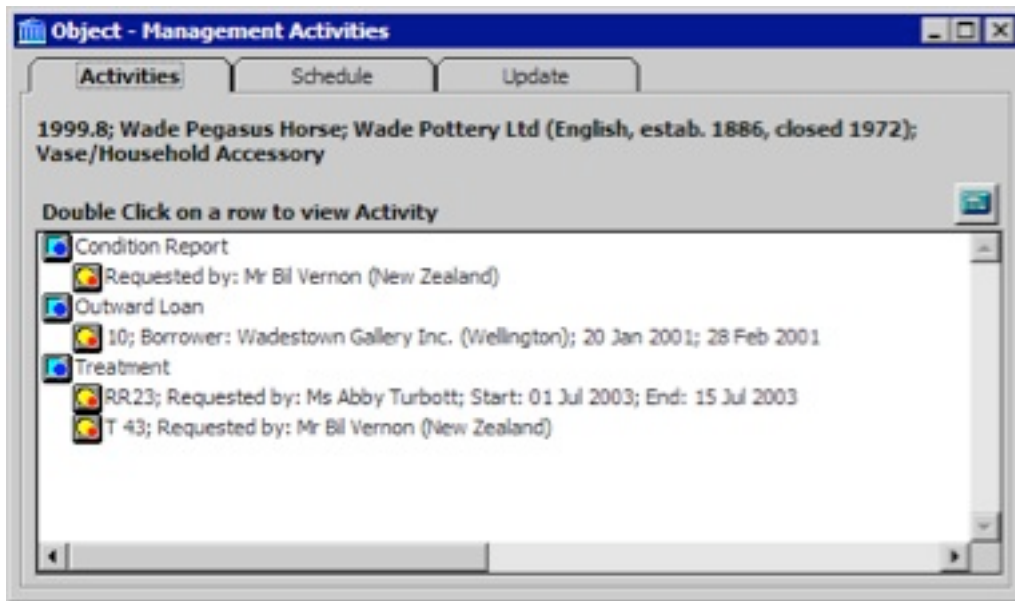 Object - Management Activities
Activities Schedule Update
1999.8; Wade Pegasus Horse; Wade Pottery Ltd (English, estab. 1886, closed 1972);
Vase/Household Accessory
Double Click on a row to view Activity
Condition Report
Requested by: Mr Bil Vernon (New Zealand)
Outward Loan
10; Borrower: Wadestown Gallery Inc. (Wellington); 20 Jan 2001; 28 Feb 2001
Treatment
RR23; Requested by: Ms Abby Turbott; Start: 01 Jul 2003; End: 15 Jul 2003
T 43; Requested by: Mr Bil Vernon (New Zealand)